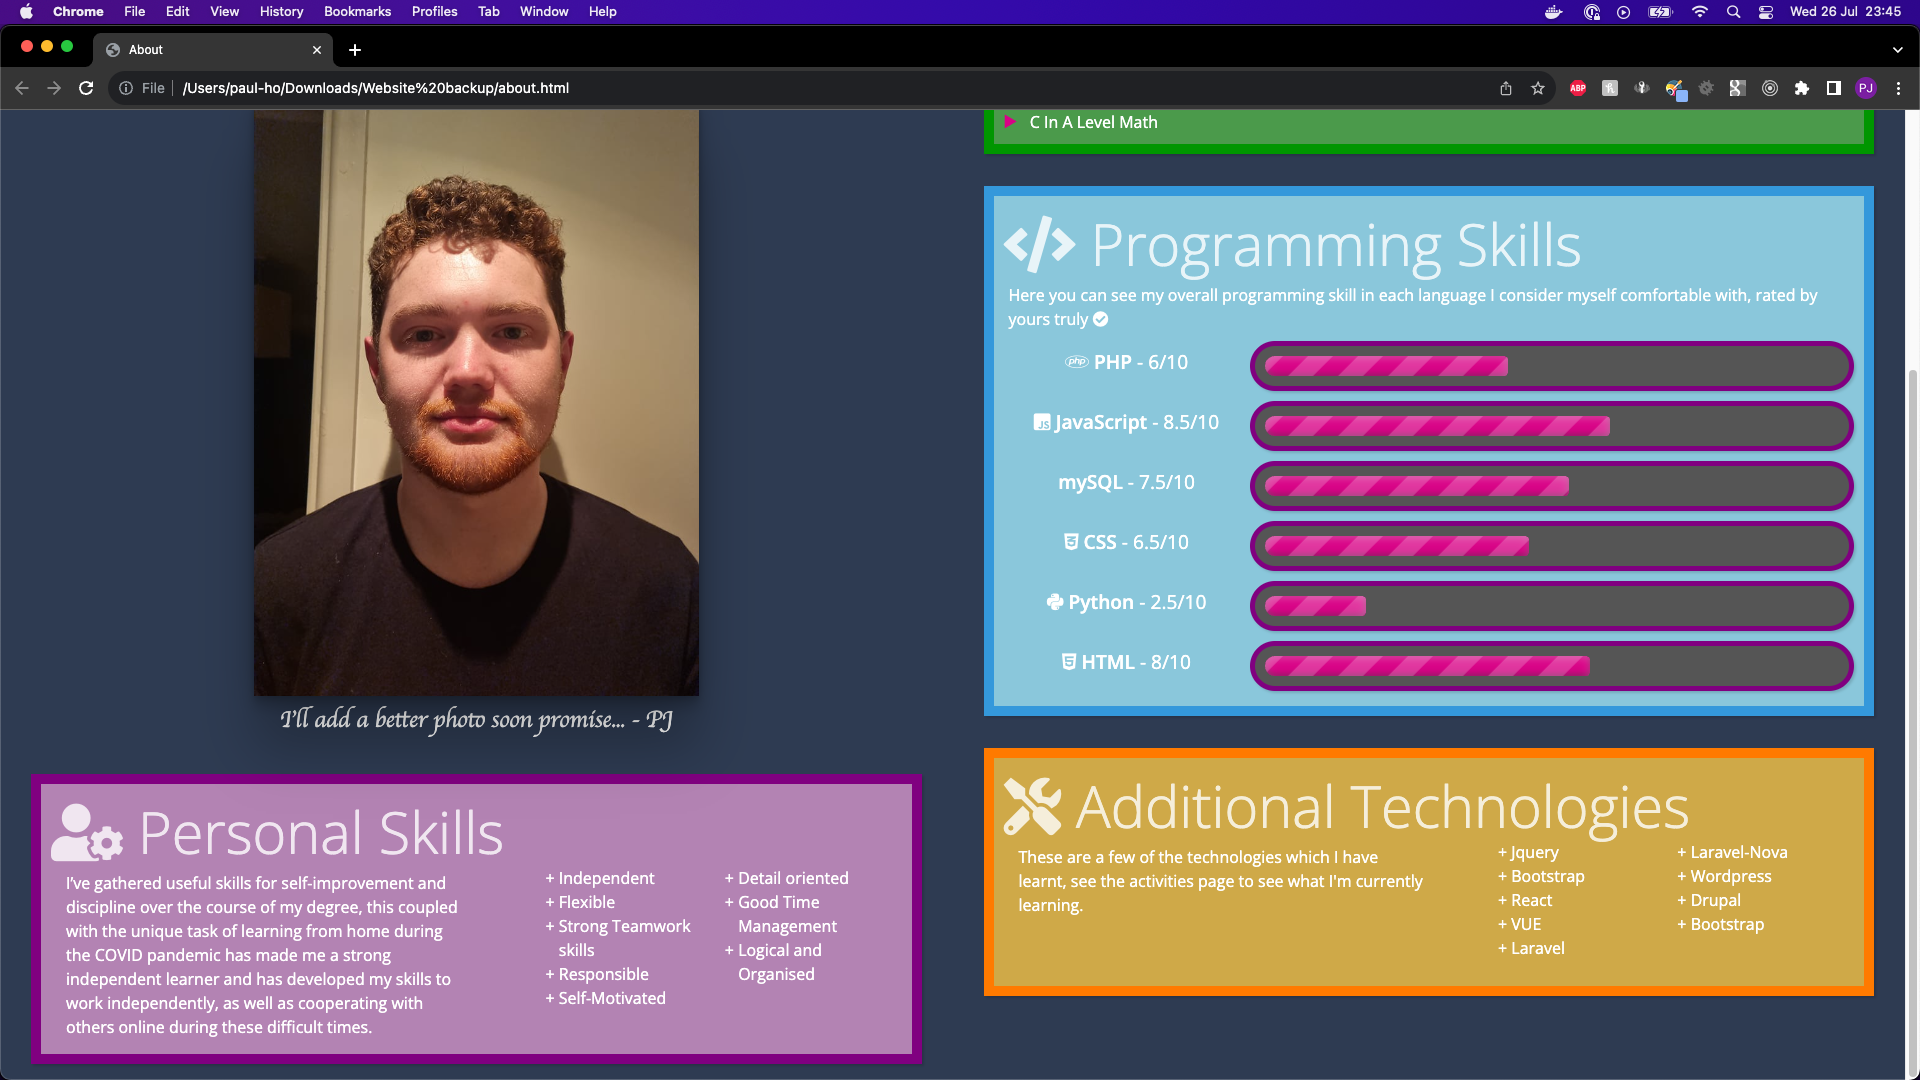 Chrome File Edit View History Bookmarks Profiles Tab Window Help Wed 26 Jul 23:45
About
File /Users/paul-ho/Downloads/Website%20backup/about.html ABP PJ
I'll add a better photo soon promise... - PJ
Personal Skills
I've gathered useful skills for self-improvement and
discipline over the course of my degree, this coupled
with the unique task of learning from home during
the COVID pandemic has made me a strong
independent learner and has developed my skills to
work independently, as well as cooperating with
others online during these difficult times.
+ Independent
+ Flexible
+ Strong Teamwork
skills
+ Responsible
+ Self-Motivated
+ Detail oriented
+ Good Time
Management
+ Logical and
Organised
C In A Level Math
Programming Skills
Here you can see my overall programming skill in each language I consider myself comfortable with, rated by
yours truly
php PHP - 6/10
JS JavaScript - 8.5/10
mySQL - 7.5/10
CSS - 6.5/10
Python - 2.5/10
HTML - 8/10
Additional Technologies
These are a few of the technologies which I have
learnt, see the activities page to see what I'm currently
learning.
+ Jquery
+ Bootstrap
+ React
+ VUE
+ Laravel
+ Laravel-Nova
+ Wordpress
+ Drupal
+ Bootstrap